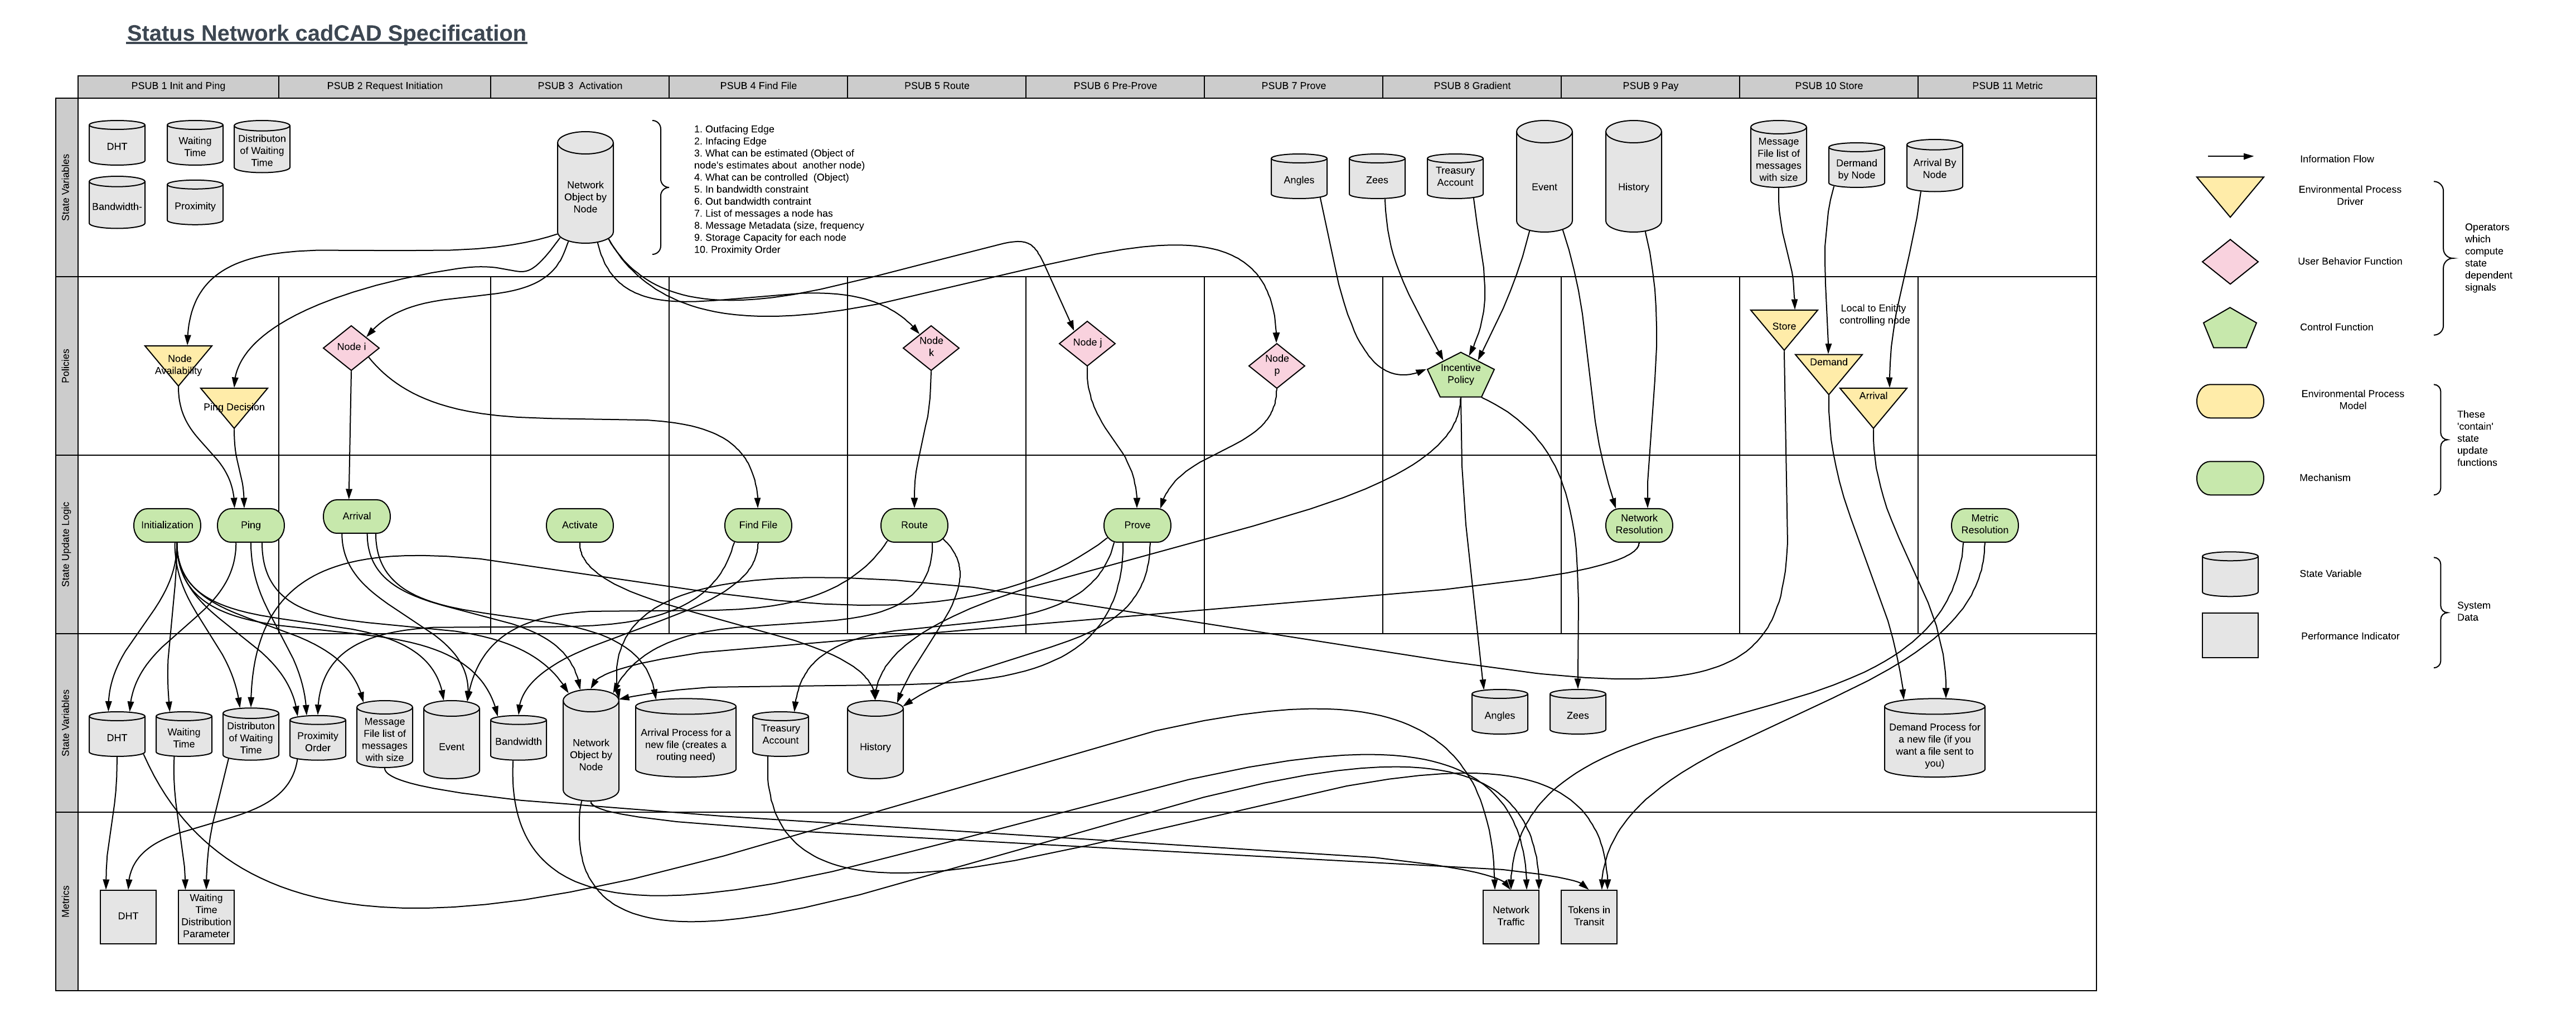 Status Network cadCAD Specification
PSUB 1 Init and Ping
PSUB 2 Request Initiation
PSUB 3 Activation
PSUB 4 Find File
PSUB 5 Route
PSUB 6 Pre-Prove
PSUB 7 Prove
PSUB 8 Gradient
PSUB 9 Pay
PSUB 10 Store
PSUB 11 Metric
State Variables
DHT
Waiting
Time
Distributon
of Waiting
Time
Bandwidth-
Proximity
Network
Object by
Node
1. Outfacing Edge
2. Infacing Edge
3. What can be estimated (Object of
node's estimates about another node)
4. What can be controlled (Object)
5. In bandwidth constraint
6. Out bandwidth contraint
7. List of messages a node has
8. Message Metadata (size, frequency
9. Storage Capacity for each node
10. Proximity Order
Angles
Zees
Treasury
Account
Event
History
Message
File list of
messages
with size
Dermand
by Node
Arrival By
Node
Policies
Node
Availability
Ping Decision
Node i
Node
k
Node j
Node
p
Incentive
Policy
Store
Local to Enitity
controlling node
Demand
Arrival
State Update Logic
Initialization
Ping
Arrival
Activate
Find File
Route
Prove
Network
Resolution
Metric
Resolution
State Variables
DHT
Waiting
Time
Distributon
of Waiting
Time
Proximity
Order
Message
File list of
messages
with size
Event
Bandwidth
Network
Object by
Node
Arrival Process for a
new file (creates a
routing need)
Treasury
Account
History
Angles
Zees
Demand Process for
a new file (if you
want a file sent to
you)
Metrics
DHT
Waiting
Time
Distribution
Parameter
Network
Traffic
Tokens in
Transit
Information Flow
Environmental Process
Driver
User Behavior Function
Control Function
Operators
which
compute
state
dependent
signals
Environmental Process
Model
Mechanism
These
'contain'
state
update
functions
State Variable
Performance Indicator
System
Data